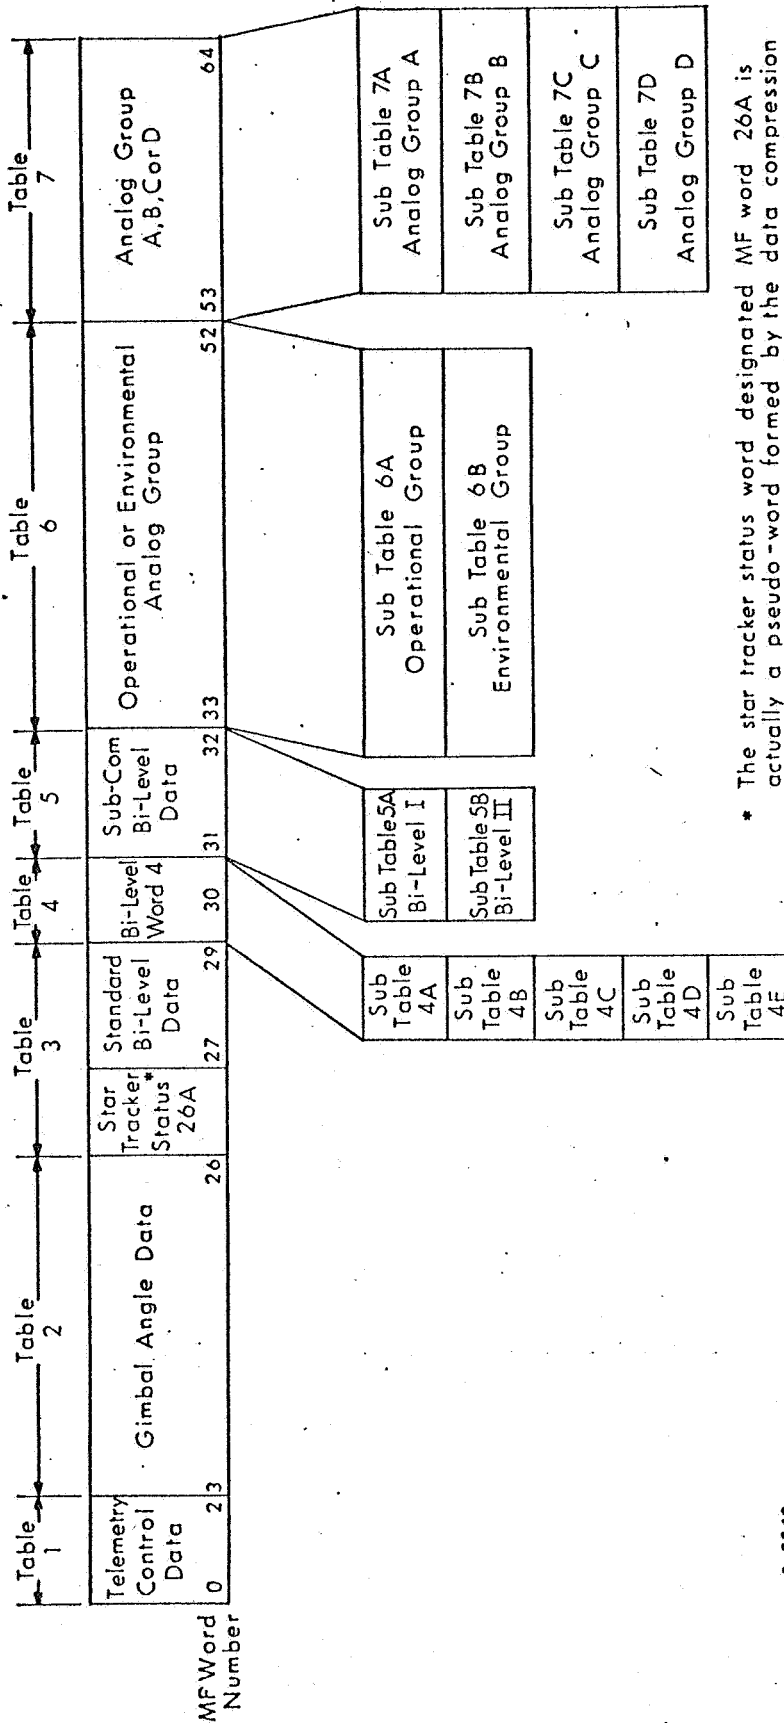 Table
1
Table
2
Table
3
Table
4
Table
5
Table
6
Table
7
Telemetry
Control
Data
0 2
Gimbal Angle Data
3 26
Star
Tracker
Status *
26A
Standard
Bi-Level
Data
27 29
Bi-Level
Word 4
30
Sub-Com
Bi-Level
Data
31 32
Operational or Environmental
Analog Group
33 52
Analog Group
A,B,CorD
53 64
MF Word
Number
Sub
Table
4A
Sub
Table
4B
Sub
Table
4C
Sub
Table
4D
Sub
Table
4E
Sub Table 5A
Bi-Level I
Sub Table 5B
Bi-Level II
Sub Table 6A
Operational Group
Sub Table 6B
Environmental Group
Sub Table 7A
Analog Group A
Sub Table 7B
Analog Group B
Sub Table 7C
Analog Group C
Sub Table 7D
Analog Group D
* The star tracker status word designated MF word 26A is
actually a pseudo-word formed by the data compression